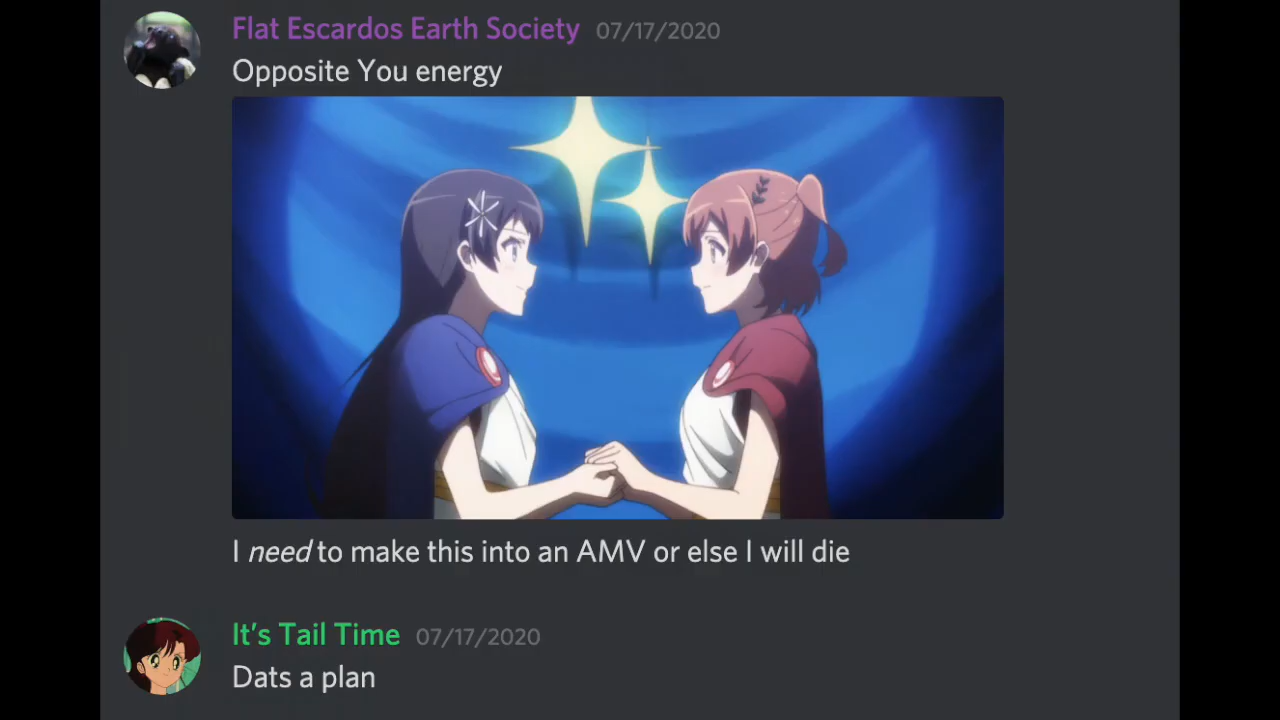 Flat Escardos Earth Society 07/17/2020
Opposite You energy
I need to make this into an AMV or else I will die
It's Tail Time 07/17/2020
Dats a plan